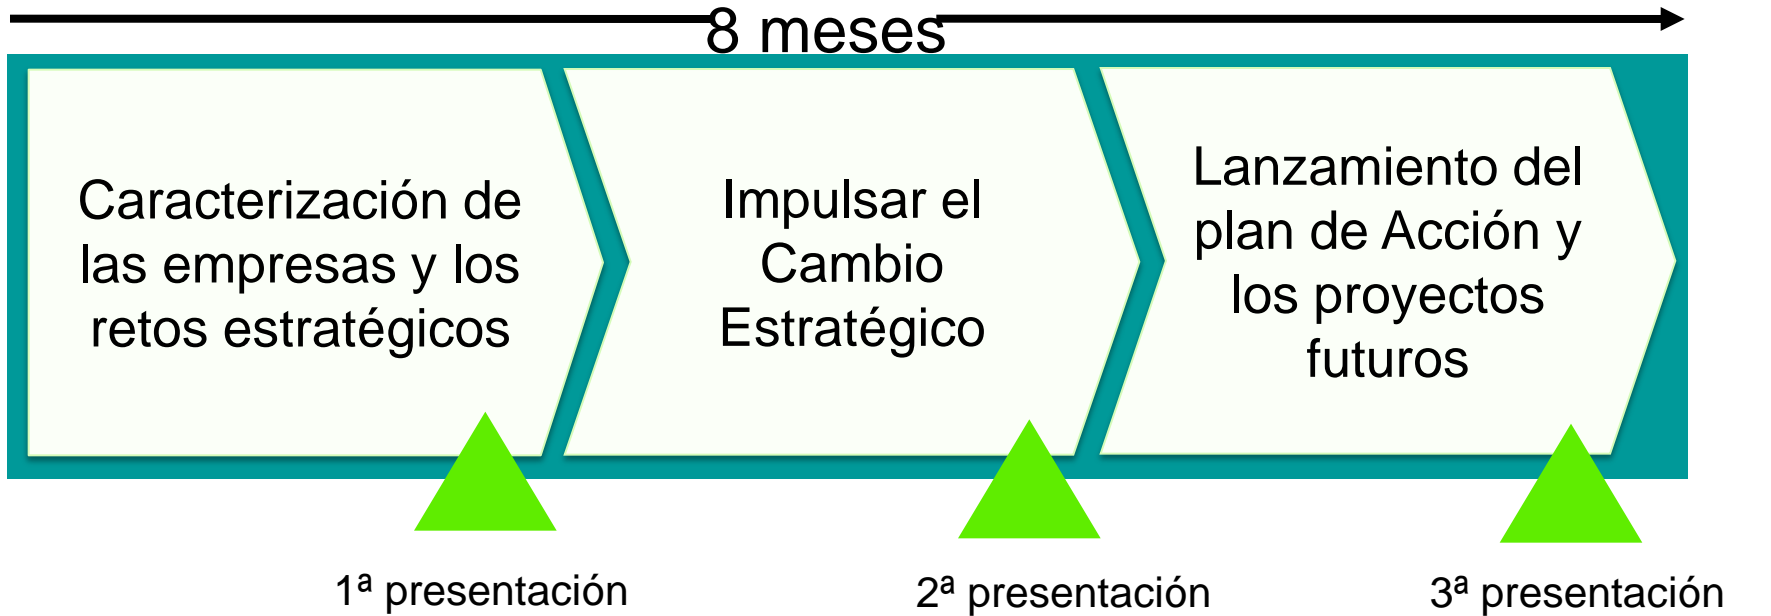 8 meses
Caracterización de
las empresas y los
retos estratégicos
Impulsar el
Cambio
Estratégico
Lanzamiento del
plan de Acción y
los proyectos
futuros
1ª presentación
2ª presentación
3ª presentación